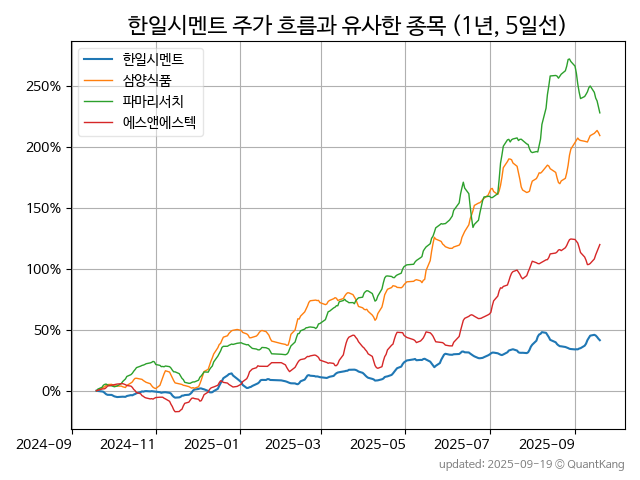 한일시멘트 주가 흐름과 유사한 종목 (1년, 5일선)
한일시멘트
삼양식품
파마리서치
에스앤에스텍
250%
200%
150%
100%
50%
0%
2024-09 2024-11 2025-01 2025-03 2025-05 2025-07 2025-09
updated: 2025-09-19 © QuantKang